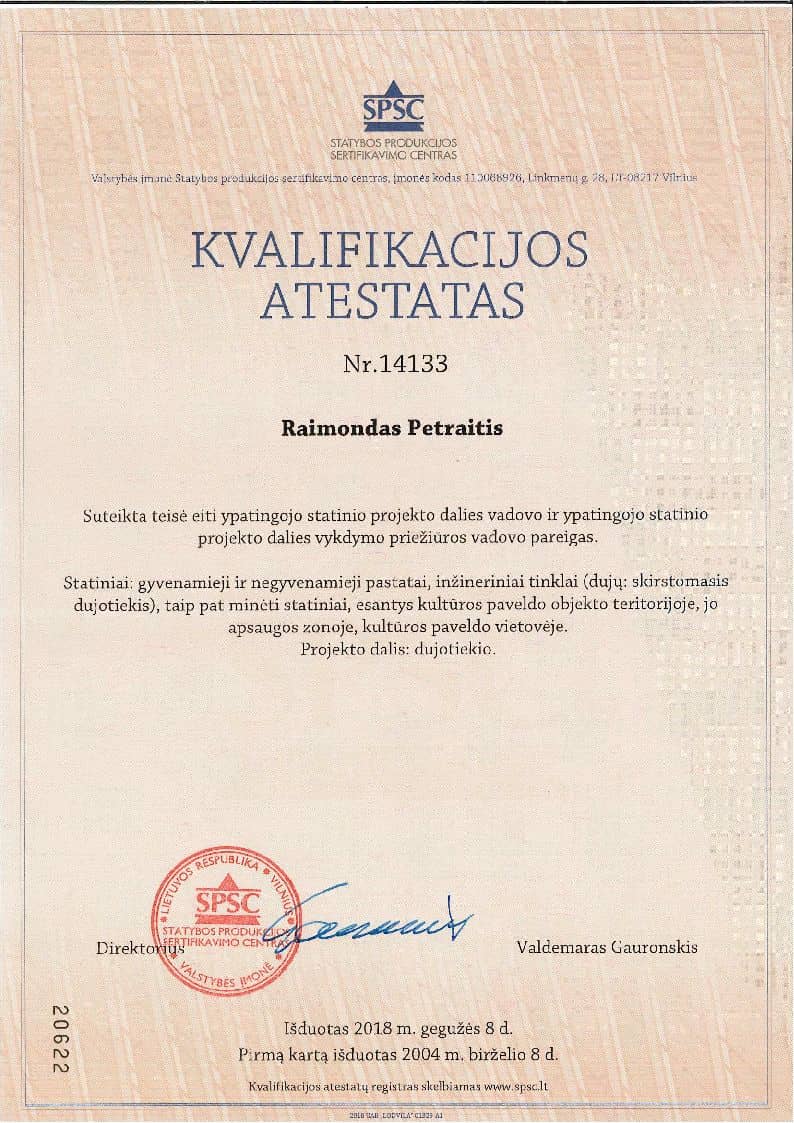 SPSC
STATYBOS PRODUKCIJOS
SERTIFIKAVIMO CENTRAS
Valstybės įmonė Statybos produkcijos sertifikavimo centras, įmonės kodas 110068926, Linkmenų g. 28, LT-08217 Vilnius
KVALIFIKACIJOS
ATESTATAS
Nr.14133
Raimondas Petraitis
Suteikta teisė eiti ypatingojo statinio projekto dalies vadovo ir ypatingojo statinio
projekto dalies vykdymo priežiūros vadovo pareigas.
Statiniai: gyvenamieji ir negyvenamieji pastatai, inžineriniai tinklai (dujų: skirstomasis
dujotiekis), taip pat minėti statiniai, esantys kultūros paveldo objekto teritorijoje, jo
apsaugos zonoje, kultūros paveldo vietovėje.
Projekto dalis: dujotiekio.
LIETUVOS RESPUBLIKA VILNIUS
SPSC
STATYBOS PRODUKCIJOS
SERTIFIKAVIMO CENTRAS
VALSTYBĖS ĮMONĖ
Direktorius
Valdemaras Gauronskis
20622
Išduotas 2018 m. gegužės 8 d.
Pirmą kartą išduotas 2004 m. birželio 8 d.
Kvalifikacijos atestatų registras skelbiamas www.spsc.lt